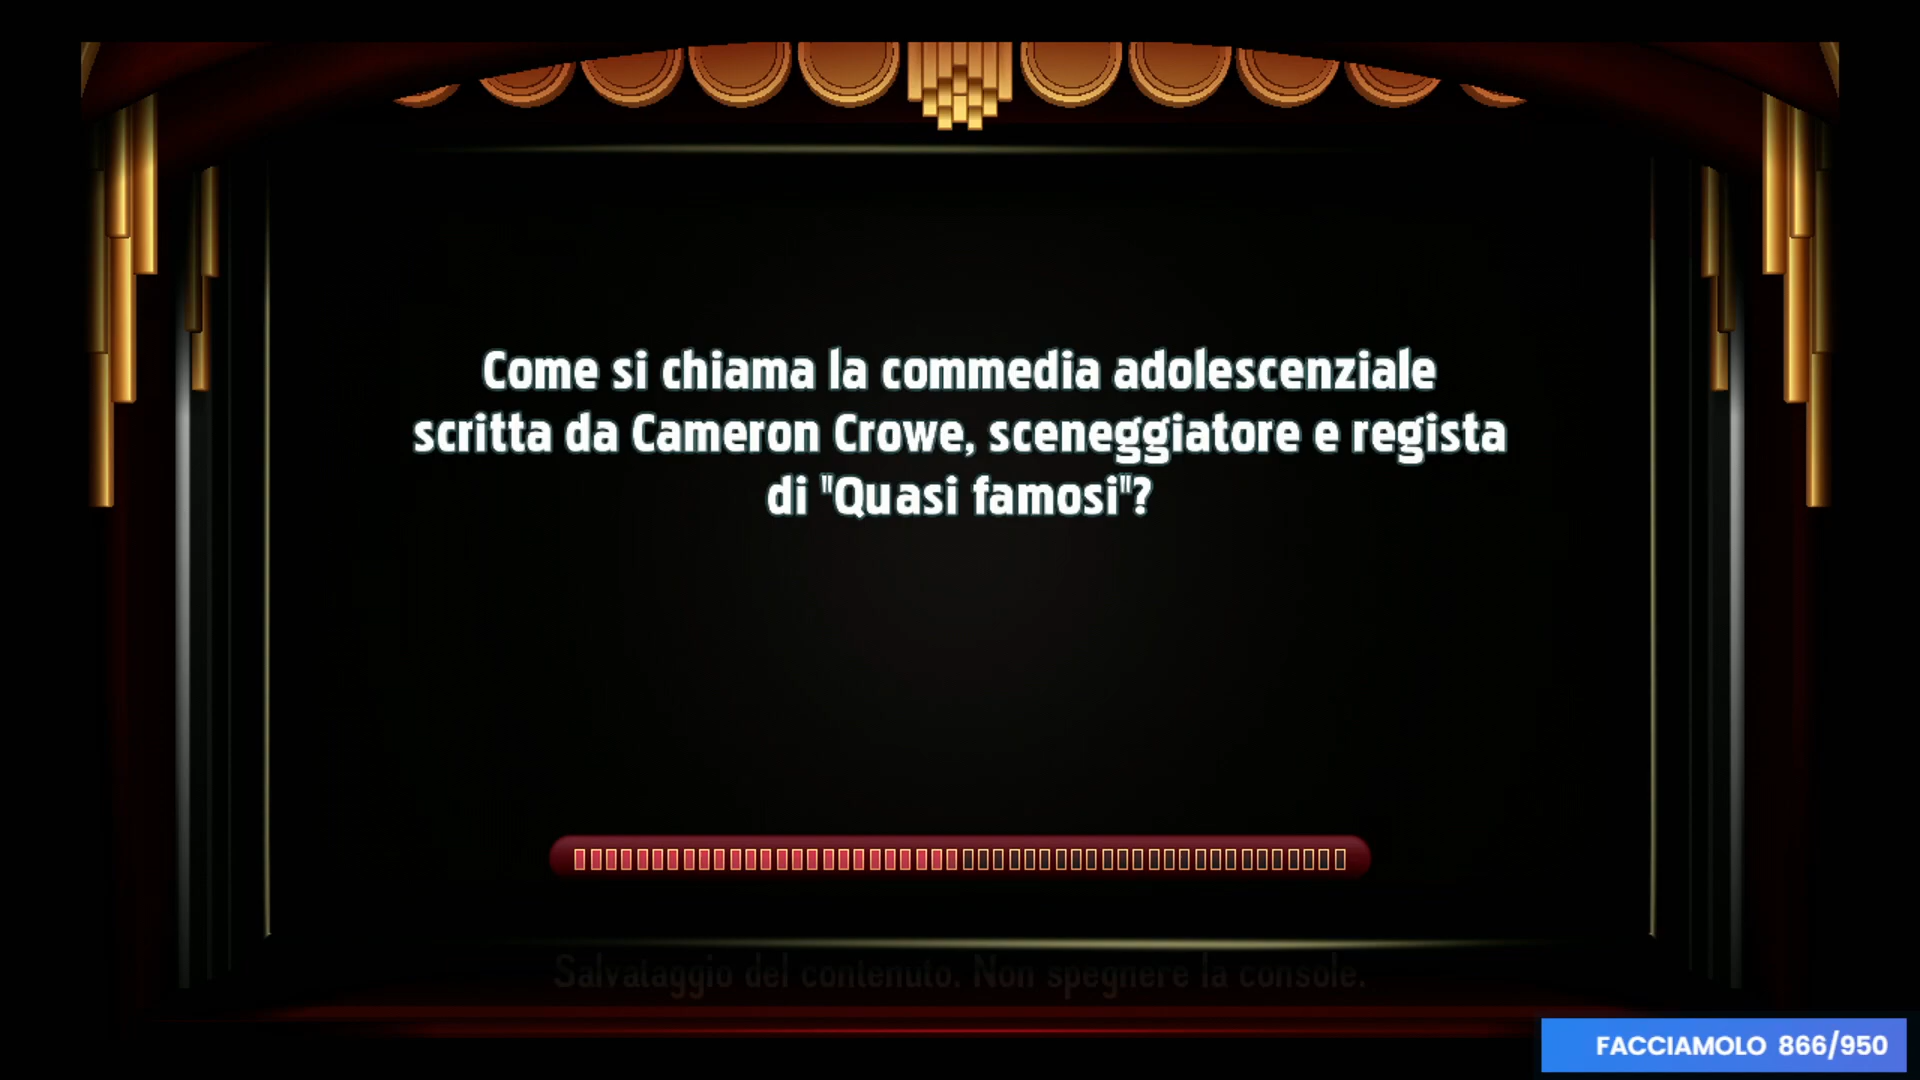 Come si chiama la commedia adolescenziale
scritta da Cameron Crowe, sceneggiatore e regista
di "Quasi famosi"?
Salvataggio del contenuto. Non spegnere la console.
FACCIAMOLO 866/950